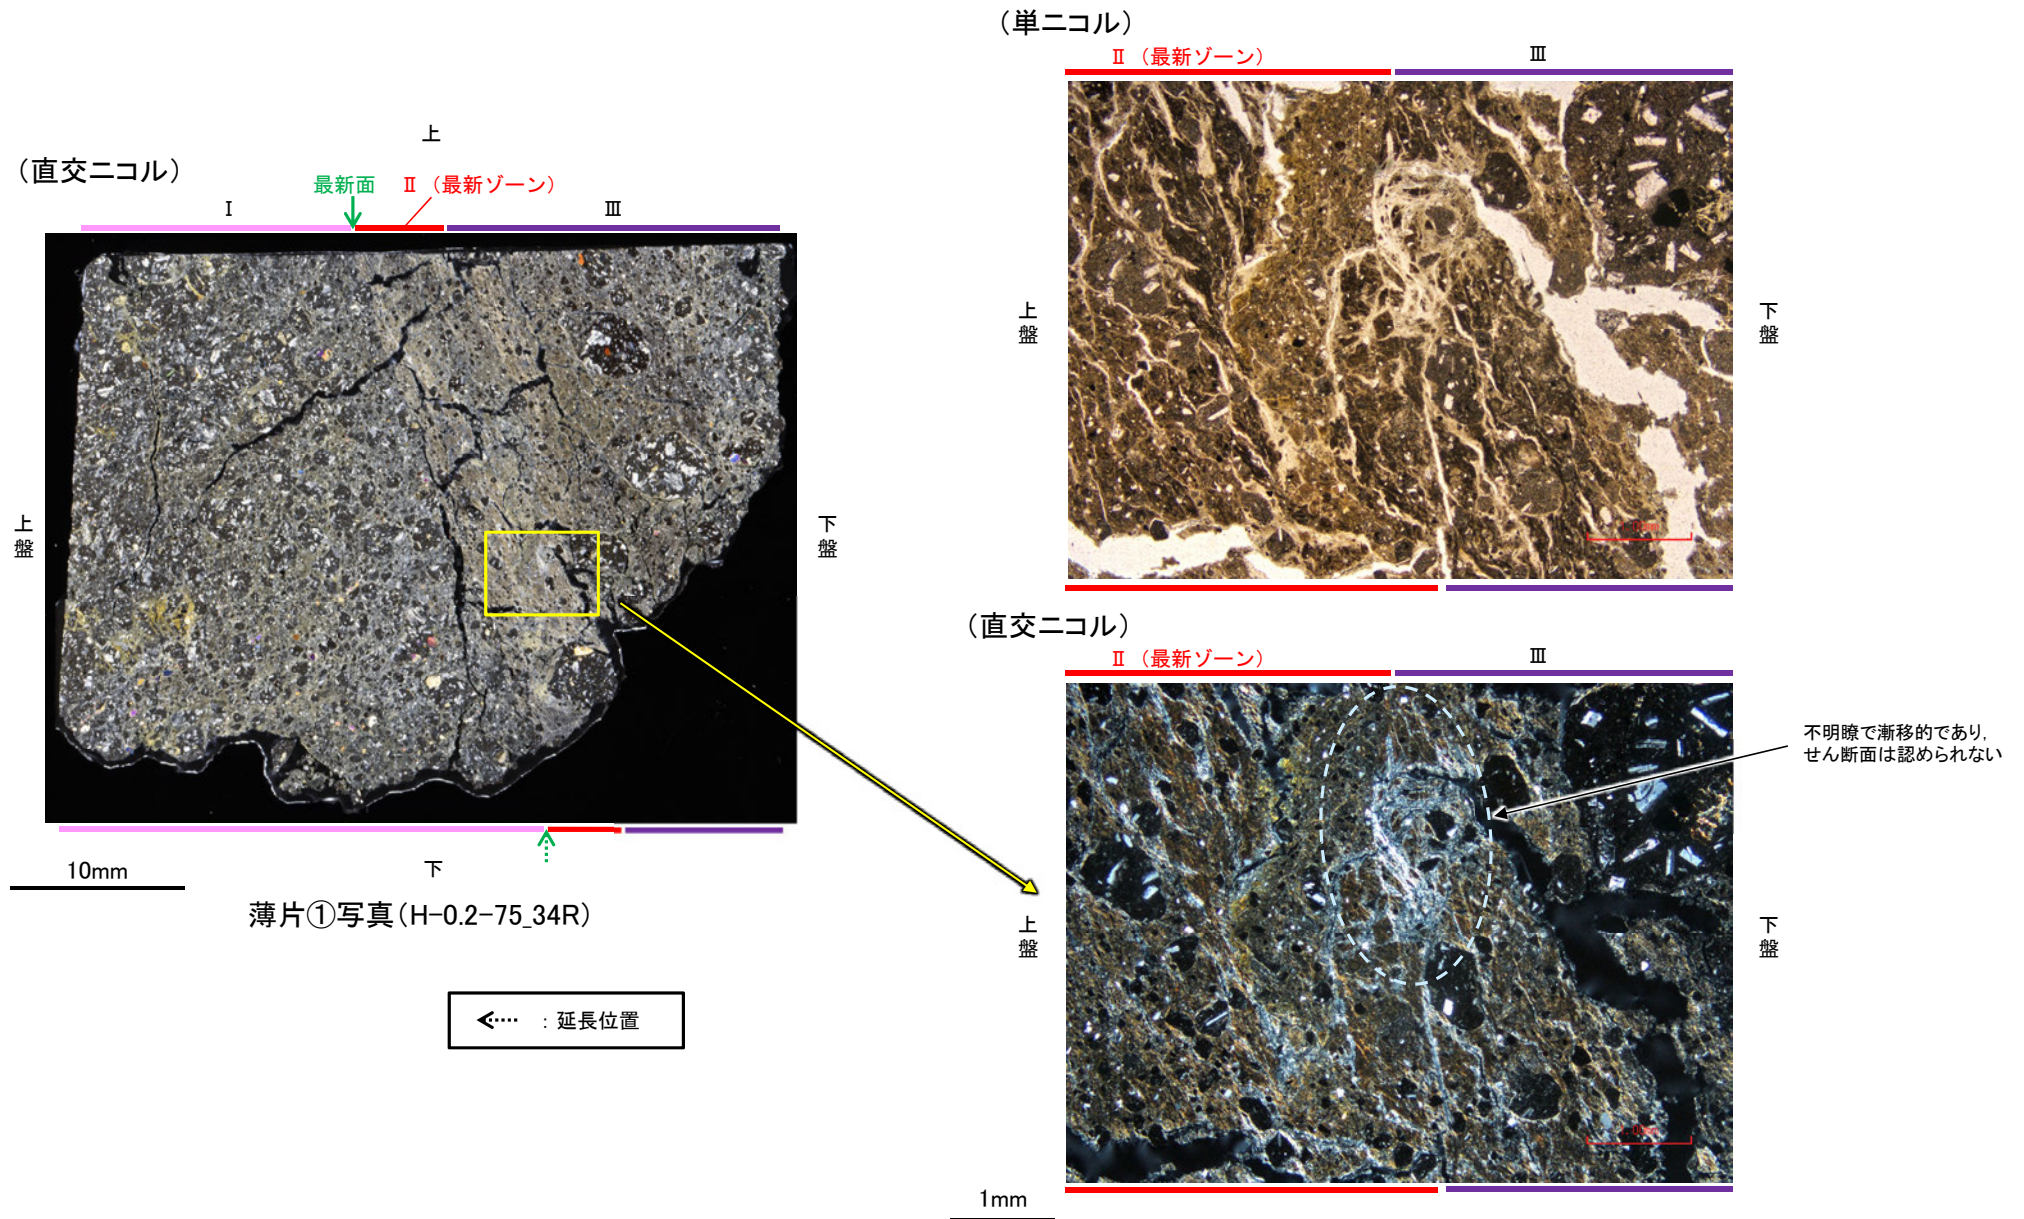 （単ニコル）
Ⅱ （最新ゾーン）
Ⅲ
上
（直交ニコル）
最新面
Ⅱ （最新ゾーン）
Ⅰ
Ⅲ
上盤
下盤
上盤
下盤
（直交ニコル）
Ⅱ （最新ゾーン）
Ⅲ
不明瞭で漸移的であり，
せん断面は認められない
下
10mm
薄片①写真（H-0.2-75_34R）
上盤
下盤
：延長位置
1mm